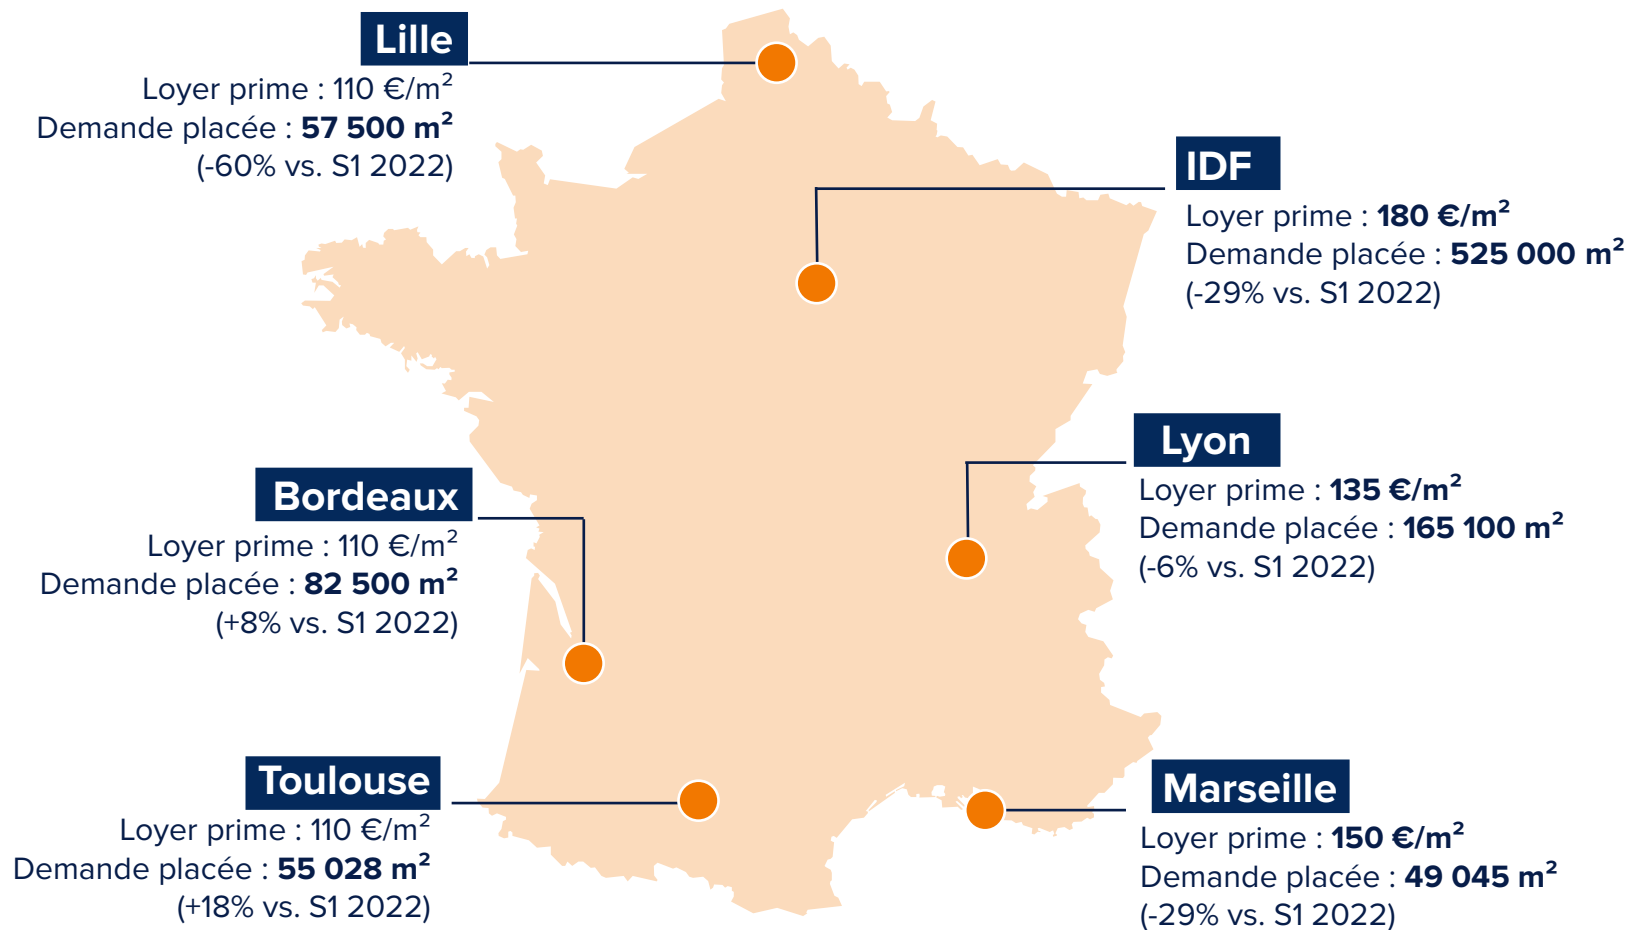 Lille
Loyer prime : 110 €/m²
Demande placée : 57 500 m²
(-60% vs. S1 2022)
IDF
Loyer prime : 180 €/m²
Demande placée : 525 000 m²
(-29% vs. S1 2022)
Lyon
Loyer prime : 135 €/m²
Demande placée : 165 100 m²
(-6% vs. S1 2022)
Bordeaux
Loyer prime : 110 €/m²
Demande placée : 82 500 m²
(+8% vs. S1 2022)
Toulouse
Loyer prime : 110 €/m²
Demande placée : 55 028 m²
(+18% vs. S1 2022)
Marseille
Loyer prime : 150 €/m²
Demande placée : 49 045 m²
(-29% vs. S1 2022)